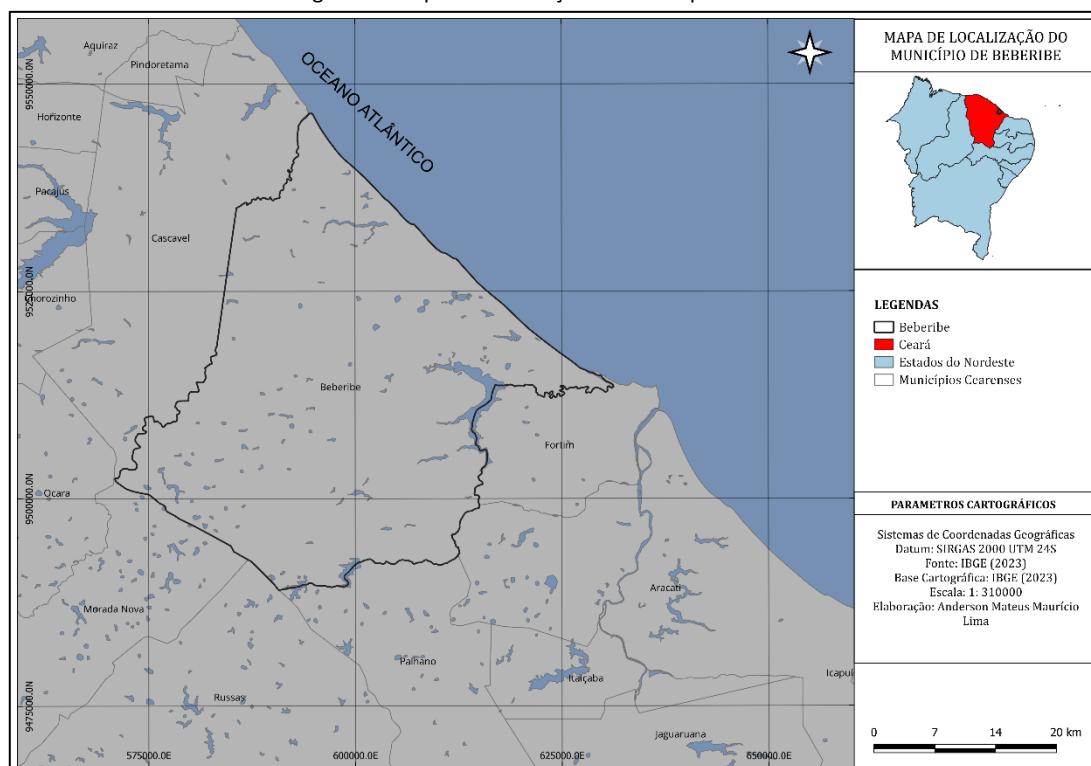 Aquiraz
Pindoretama
Horizonte
Pacajus
Cascavel
OCEANO ATLÂNTICO
Beberibe
Fortim
Ocara
Morada Nova
Aracati
Palhano
Itaiçaba
Russas
Jaguaruana
9550000.0N
9525000.0N
9500000.0N
9475000.0N
575000.0E
600000.0E
625000.0E
650000.0E
MAPA DE LOCALIZAÇÃO DO
MUNICÍPIO DE BEBERIBE
LEGENDAS
Beberibe
Ceará
Estados do Nordeste
Municípios Cearenses
PARAMETROS CARTOGRÁFICOS
Sistemas de Coordenadas Geográficas
Datum: SIRGAS 2000 UTM 24S
Fonte: IBGE (2023)
Base Cartográfica: IBGE (2023)
Escala: 1: 310000
Elaboração: Anderson Mateus Maurício
Lima
0 7 14 20 km